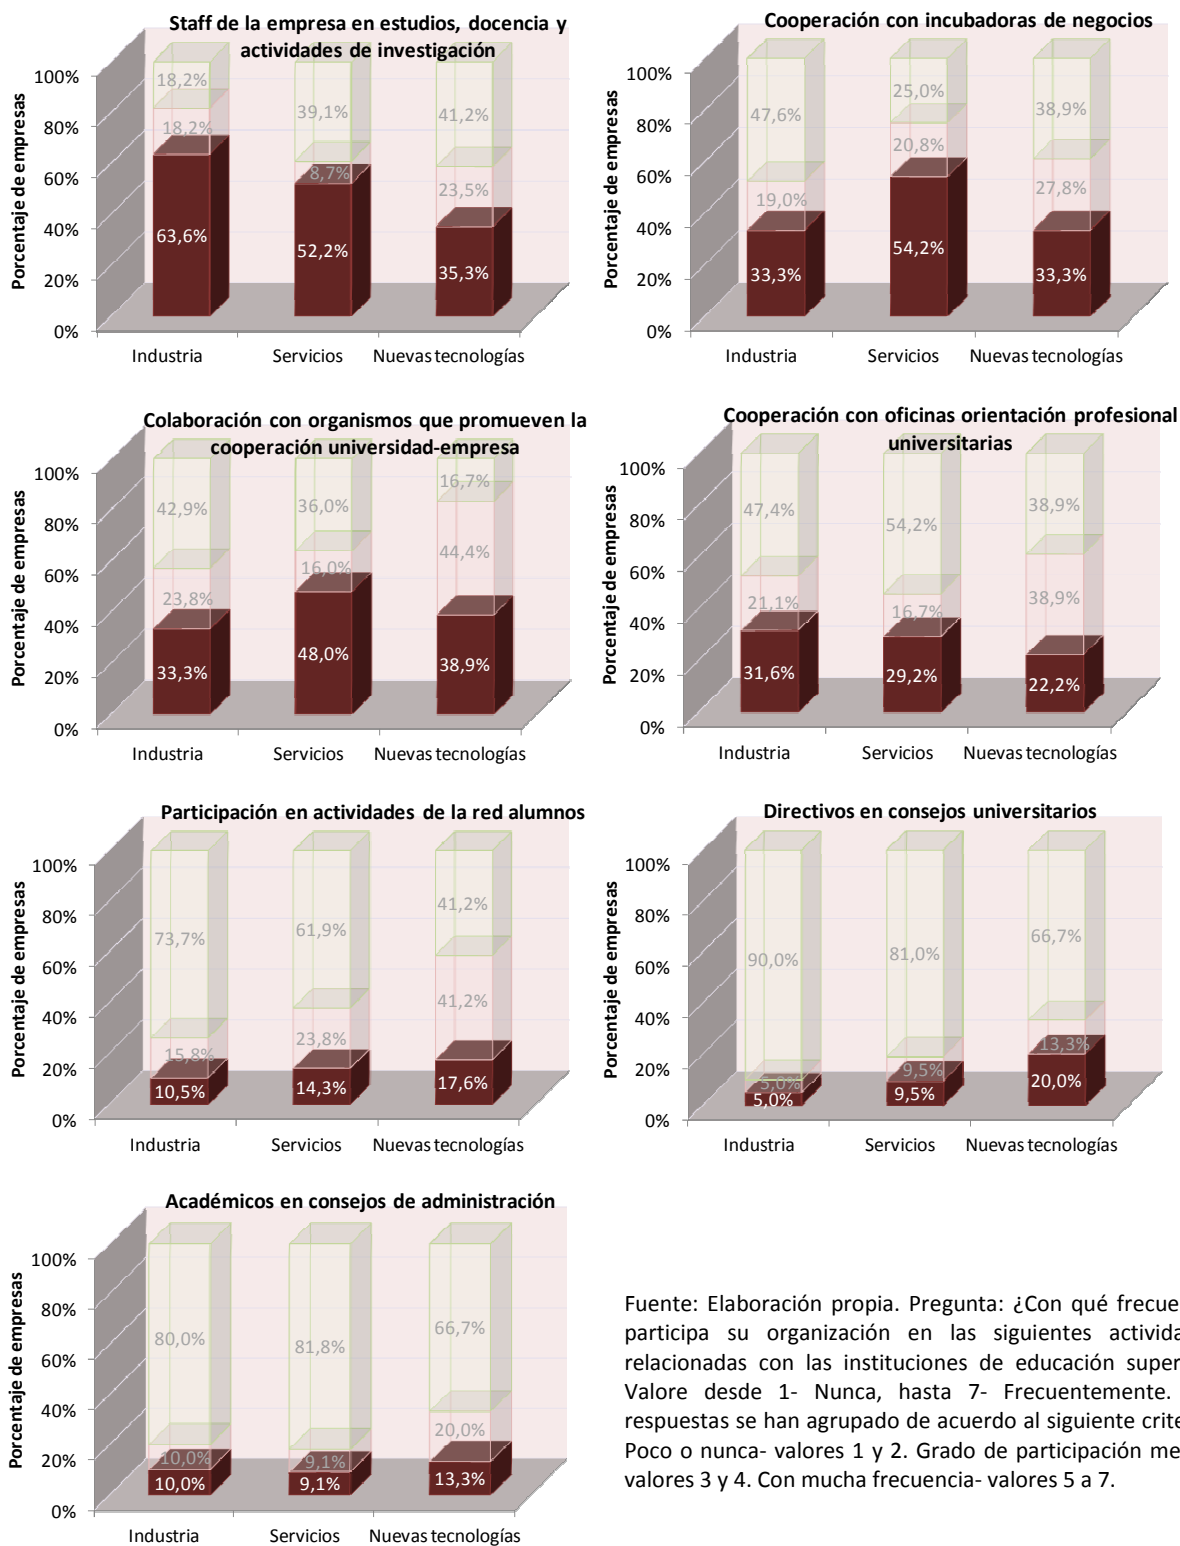 Staff de la empresa en estudios, docencia y
actividades de investigación
Porcentaje de empresas
100%
80%
60%
40%
20%
0%
18,2%
18,2%
63,6%
39,1%
8,7%
52,2%
41,2%
23,5%
35,3%
Industria
Servicios
Nuevas tecnologías
Cooperación con incubadoras de negocios
Porcentaje de empresas
100%
80%
60%
40%
20%
0%
47,6%
19,0%
33,3%
25,0%
20,8%
54,2%
38,9%
27,8%
33,3%
Industria
Servicios
Nuevas tecnologías
Colaboración con organismos que promueven la
cooperación universidad-empresa
Porcentaje de empresas
100%
80%
60%
40%
20%
0%
42,9%
23,8%
33,3%
36,0%
16,0%
48,0%
16,7%
44,4%
38,9%
Industria
Servicios
Nuevas tecnologías
Cooperación con oficinas orientación profesional
universitarias
Porcentaje de empresas
100%
80%
60%
40%
20%
0%
47,4%
21,1%
31,6%
54,2%
16,7%
29,2%
38,9%
38,9%
22,2%
Industria
Servicios
Nuevas tecnologías
Participación en actividades de la red alumnos
Porcentaje de empresas
100%
80%
60%
40%
20%
0%
73,7%
15,8%
10,5%
61,9%
23,8%
14,3%
41,2%
41,2%
17,6%
Industria
Servicios
Nuevas tecnologías
Directivos en consejos universitarios
Porcentaje de empresas
100%
80%
60%
40%
20%
0%
90,0%
5,0%
5,0%
81,0%
9,5%
9,5%
66,7%
13,3%
20,0%
Industria
Servicios
Nuevas tecnologías
Académicos en consejos de administración
Porcentaje de empresas
100%
80%
60%
40%
20%
0%
80,0%
10,0%
10,0%
81,8%
9,1%
9,1%
66,7%
20,0%
13,3%
Industria
Servicios
Nuevas tecnologías
Fuente: Elaboración propia. Pregunta: ¿Con qué frecue
participa su organización en las siguientes activida
relacionadas con las instituciones de educación super
Valore desde 1- Nunca, hasta 7- Frecuentemente.
respuestas se han agrupado de acuerdo al siguiente crite
Poco o nunca- valores 1 y 2. Grado de participación me
valores 3 y 4. Con mucha frecuencia- valores 5 a 7.